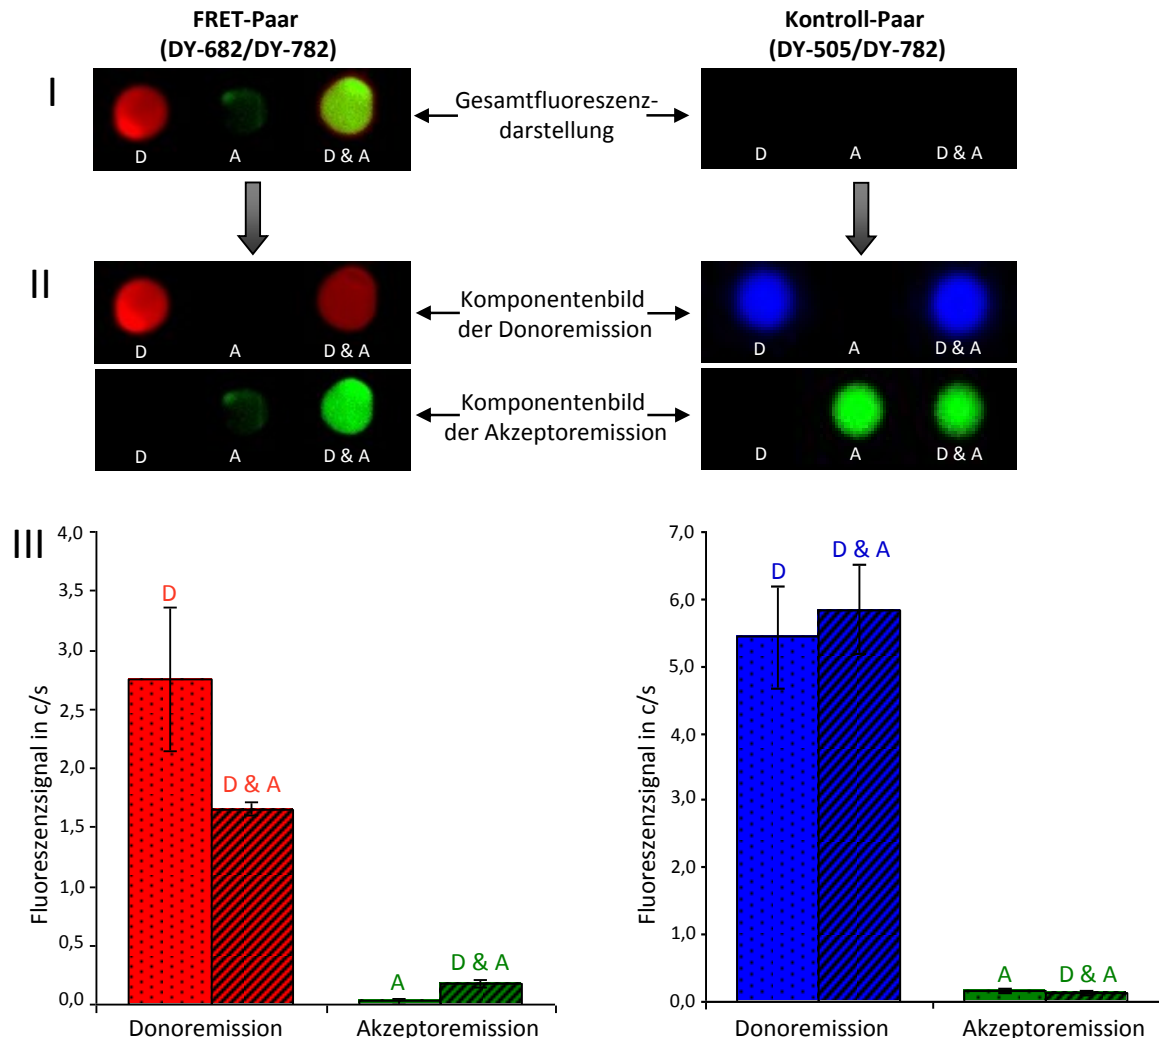 FRET-Paar
(DY-682/DY-782)
Kontroll-Paar
(DY-505/DY-782)
I
D
A
D & A
Gesamtfluoreszenz-
darstellung
D
A
D & A
II
D
A
D & A
Komponentenbild
der Donoremission
D
A
D & A
D
A
D & A
Komponentenbild
der Akzeptoremission
D
A
D & A
III
Fluoreszenzsignal in c/s
4,0
3,5
3,0
2,5
2,0
1,5
1,0
0,5
0,0
D
D & A
A
D & A
Donoremission
Akzeptoremission
Fluoreszenzsignal in c/s
7,0
6,0
5,0
4,0
3,0
2,0
1,0
0,0
D
D & A
A
D & A
Donoremission
Akzeptoremission